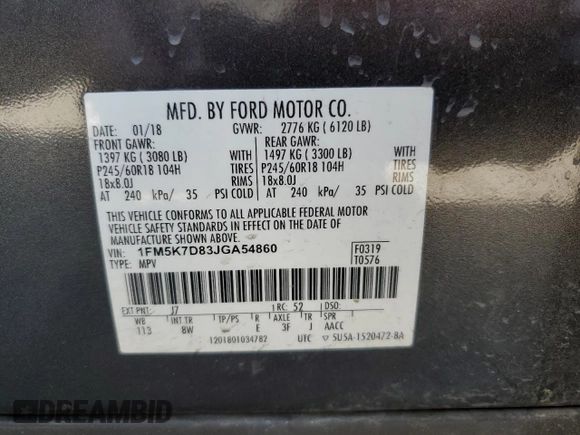 MFD. BY FORD MOTOR CO.
DATE: 01/18 GVWR: 2776 KG ( 6120 LB)
FRONT GAWR: REAR GAWR:
1397 KG ( 3080 LB) WITH 1497 KG ( 3300 LB) WITH
P245/60R18 104H TIRES P245/60R18 104H TIRES
18x8.0J RIMS 18x8.0J RIMS
AT 240 kPa/ 35 PSI COLD AT 240 kPa/ 35 PSI COLD
THIS VEHICLE CONFORMS TO ALL APPLICABLE FEDERAL MOTOR
VEHICLE SAFETY STANDARDS IN EFFECT ON THE DATE OF
MANUFACTURE SHOWN ABOVE.
VIN: 1FM5K7D83JGA54860 F0319
TYPE: MPV T0576
EXT PNT: J7 RC: 52 DSO:
WB INT TR TP/PS R AXLE TR SPR
113 8W E 3F J AACC
1201801034782 UTC 5U5A-1520472-BA
DREAMBID